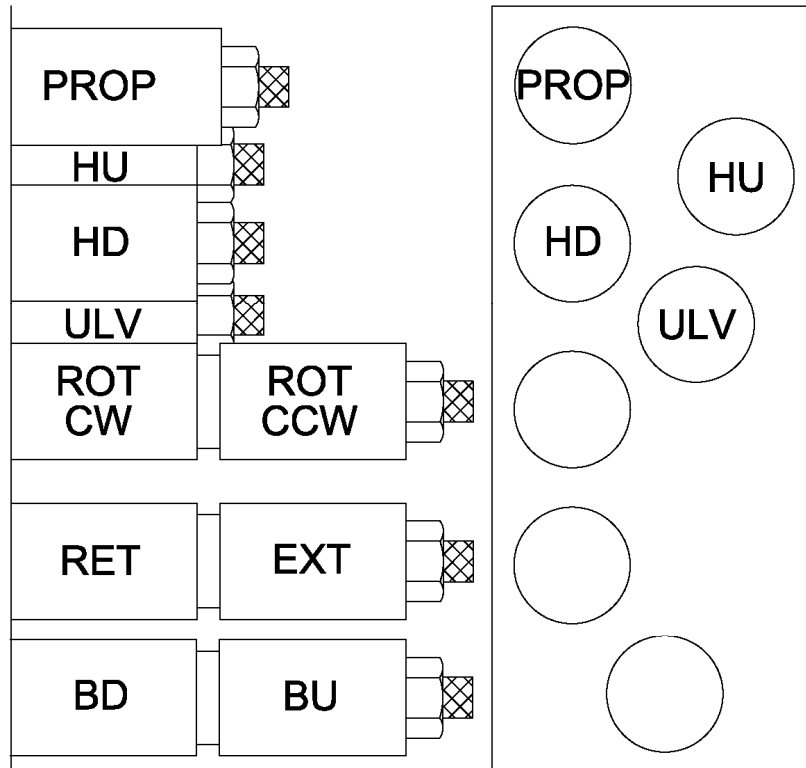 PROP
HU
HD
ULV
ROT CW
ROT CCW
RET
EXT
BD
BU
PROP
HU
HD
ULV